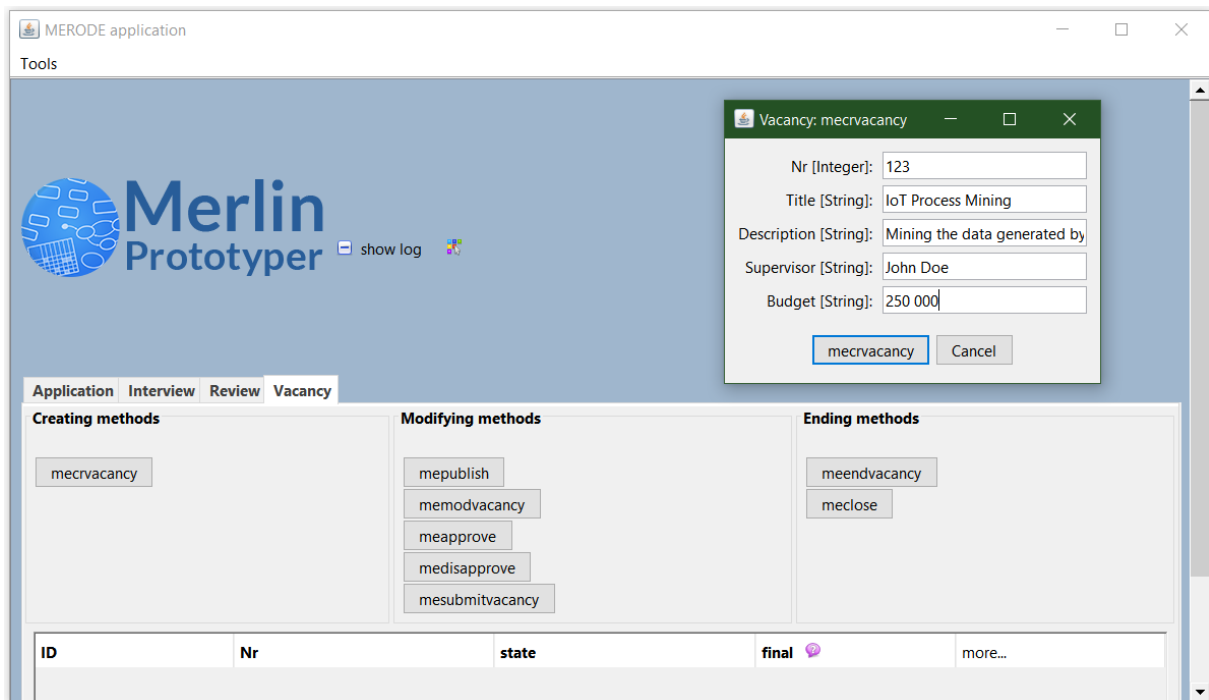 MERODE application
Tools
Merlin
Prototyper
show log
Vacancy: mecrvacancy
Nr [Integer]: 123
Title [String]: IoT Process Mining
Description [String]: Mining the data generated by
Supervisor [String]: John Doe
Budget [String]: 250 000
mecrvacancy Cancel
Application Interview Review Vacancy
Creating methods Modifying methods Ending methods
mecrvacancy mepublish meendvacancy
memodvacancy meclose
meapprove
medisapprove
mesubmitvacancy
ID Nr state final ? more...